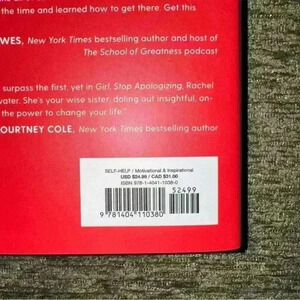 the time and learned how to get there. Get this
WES, New York Times bestselling author and host of
The School of Greatness podcast
surpass the first, yet in Girl, Stop Apologizing, Rachel
vater. She's your wise sister, doling out insightful, on-
the power to change your life."
OURTNEY COLE, New York Times bestselling author
SELF-HELP / Motivational & Inspirational
USD $24.99 / CAD $31.00
ISBN 978-1-4041-1038-0
52499
9 781404 110380